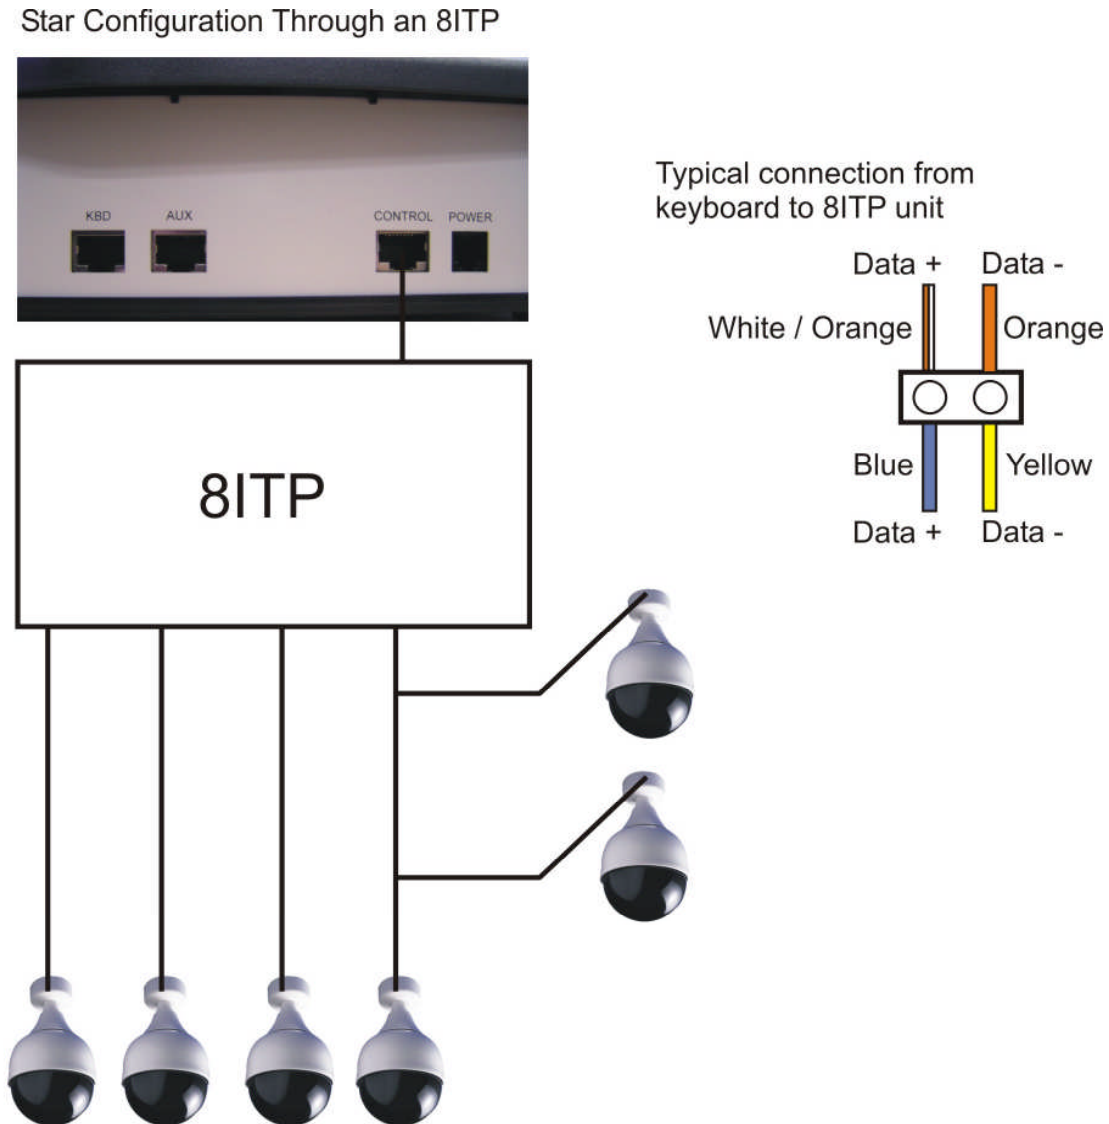 Star Configuration Through an 8ITP
KBD
AUX
CONTROL
POWER
Typical connection from
keyboard to 8ITP unit
Data +
Data -
White / Orange
Orange
Blue
Yellow
Data +
Data -
8ITP